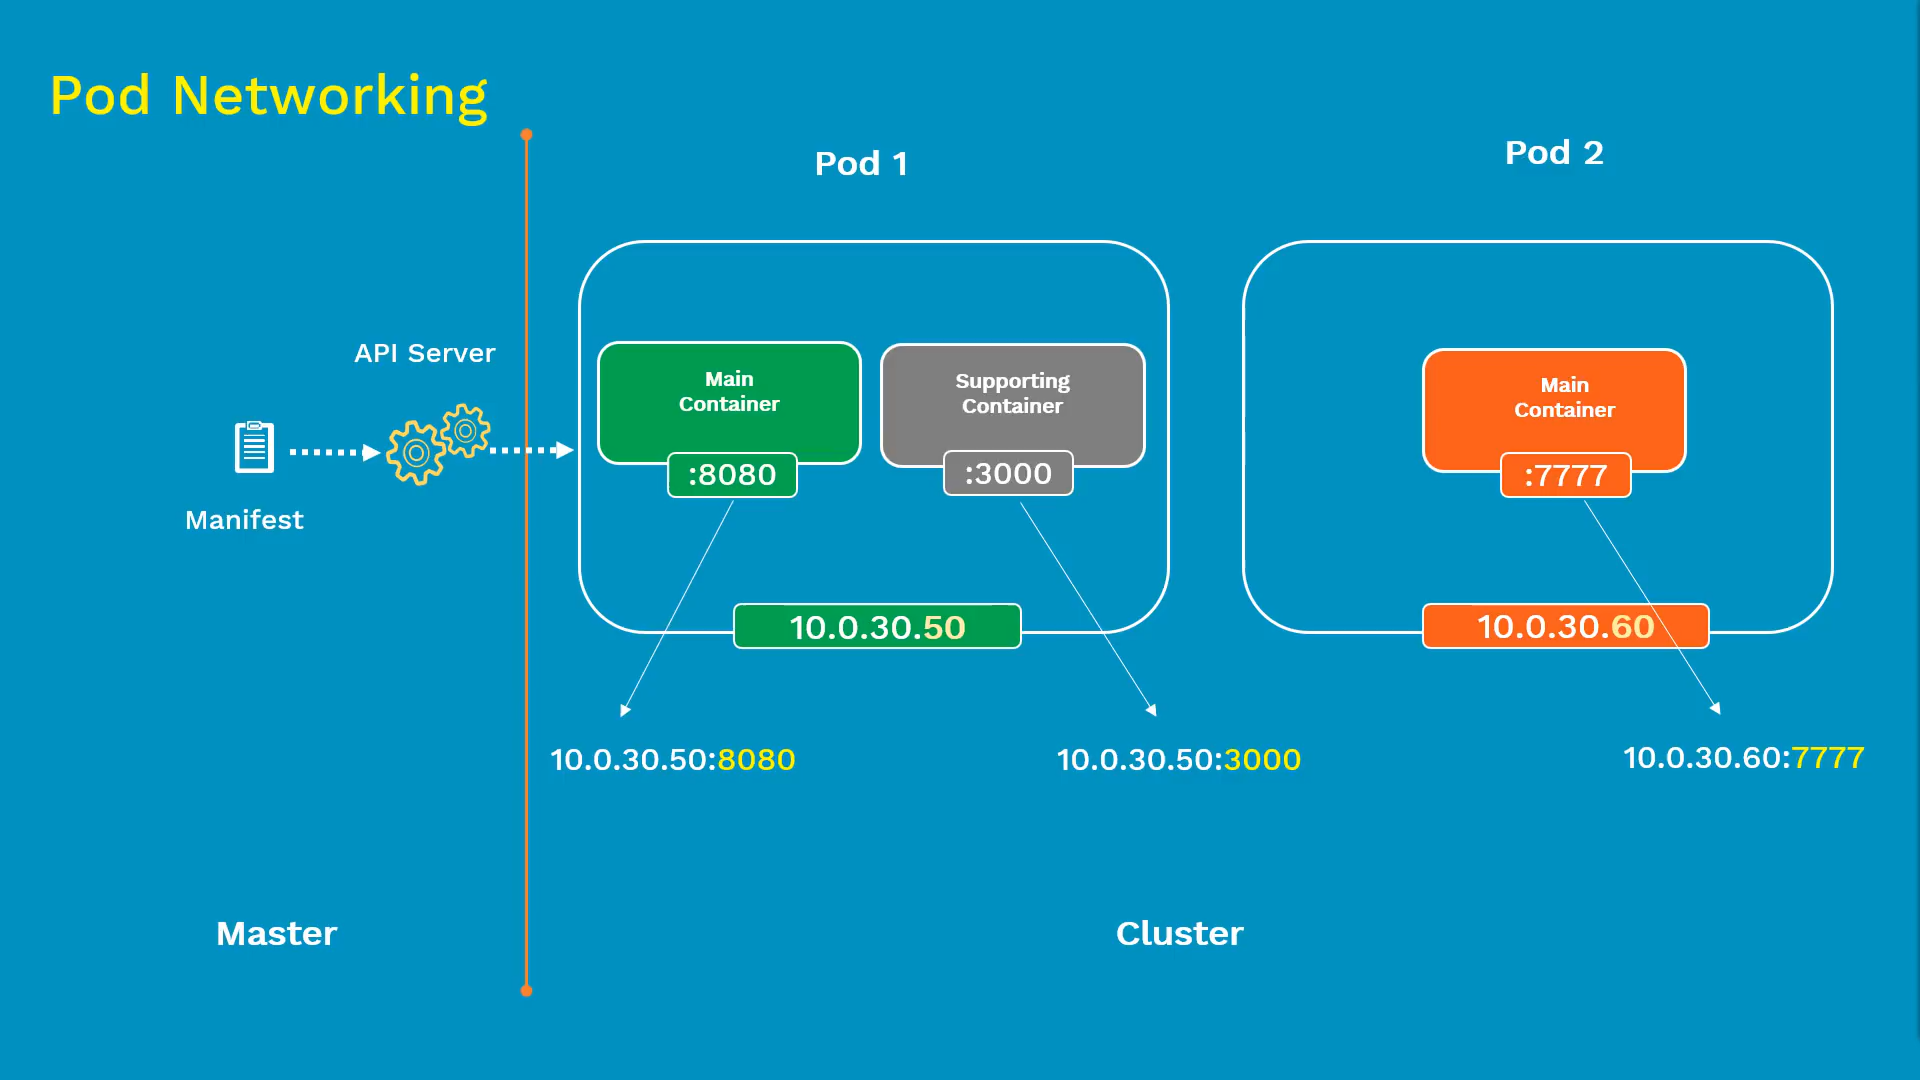 Pod Networking
Pod 1
Pod 2
API Server
Manifest
Main
Container
:8080
Supporting
Container
:3000
Main
Container
:7777
10.0.30.50
10.0.30.60
10.0.30.50:8080
10.0.30.50:3000
10.0.30.60:7777
Master
Cluster